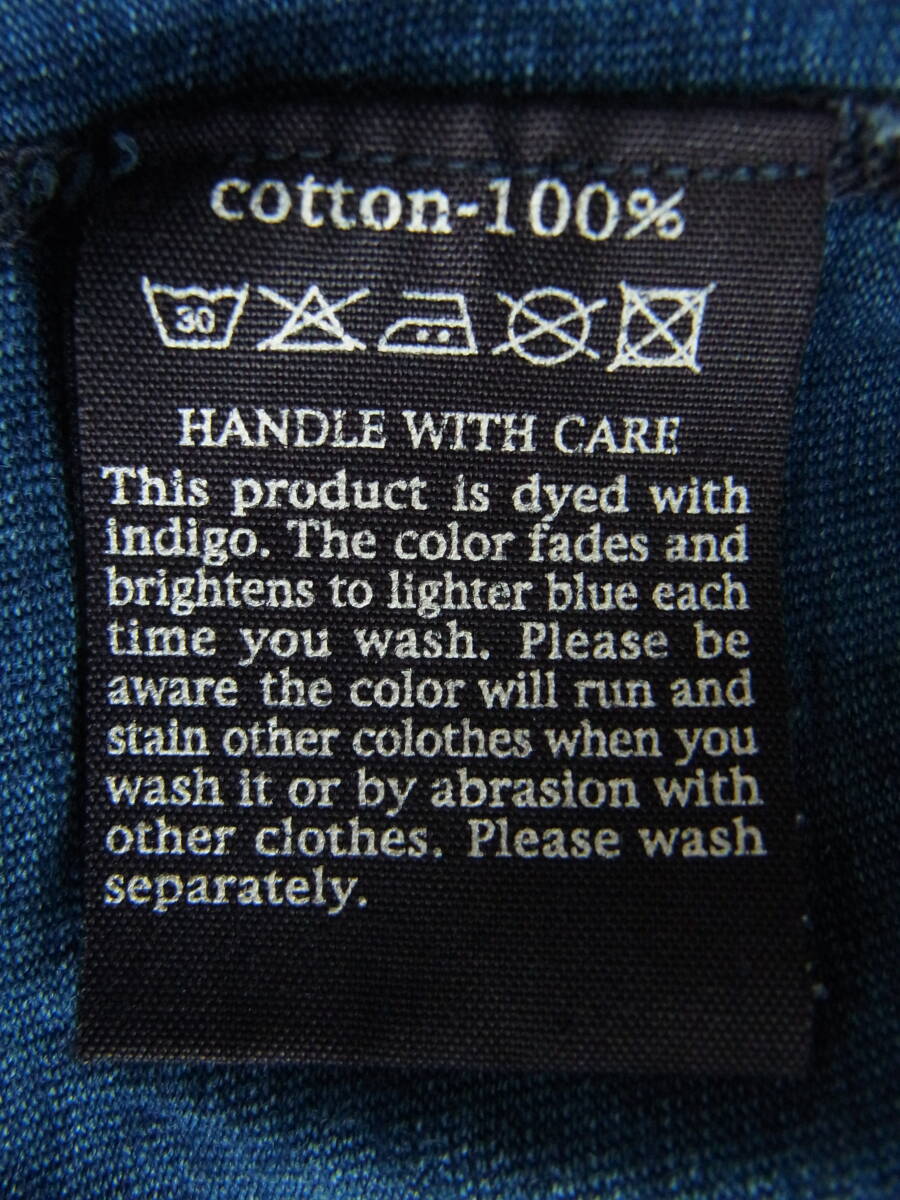 cotton-100%
30
HANDLE WITH CARE
This product is dyed with
indigo. The color fades and
brightens to lighter blue each
time you wash. Please be
aware the color will run and
stain other colothes when you
wash it or by abrasion with
other clothes. Please wash
separately.